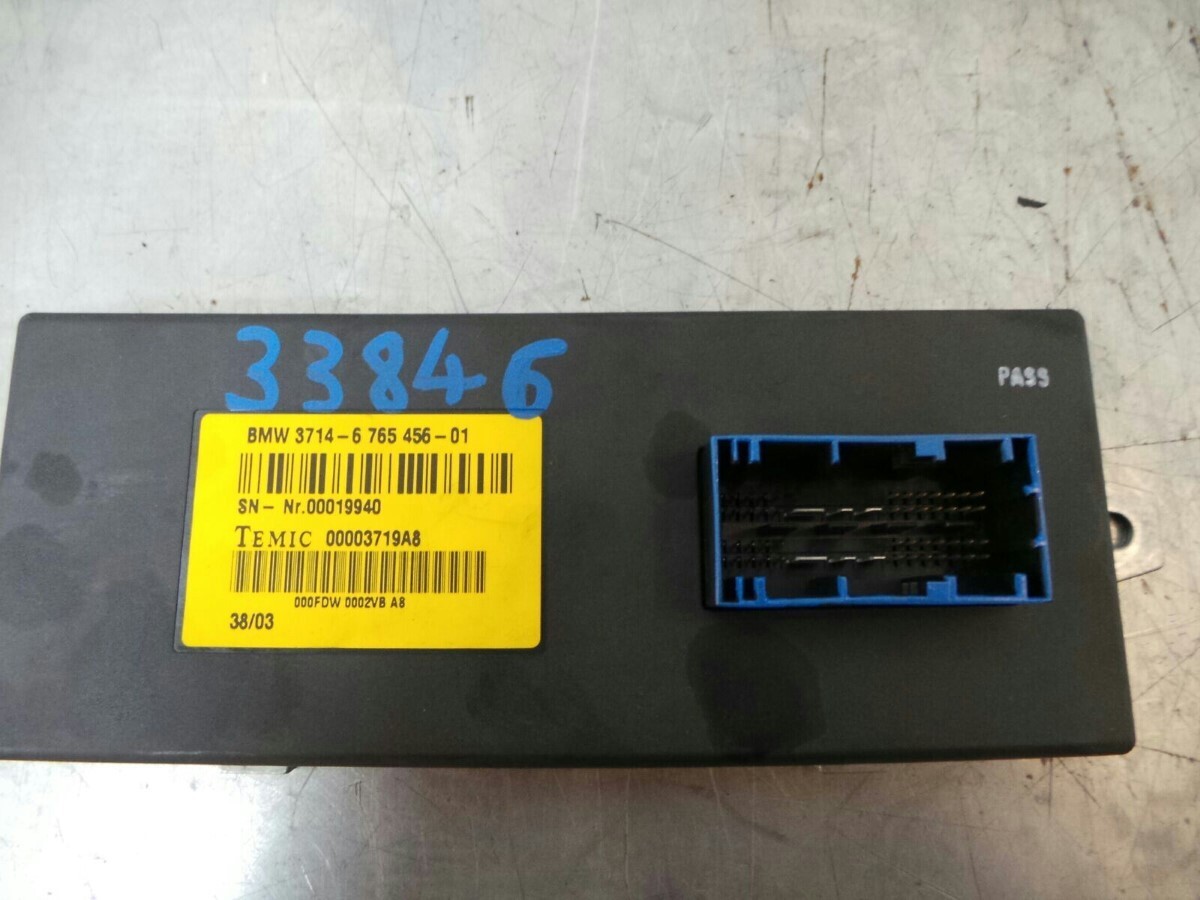 33846
PASS
BMW 3714-6 765 456-01
SN- Nr.00019940
TEMIC 00003719A8
000FDW 0002VB A8
38/03